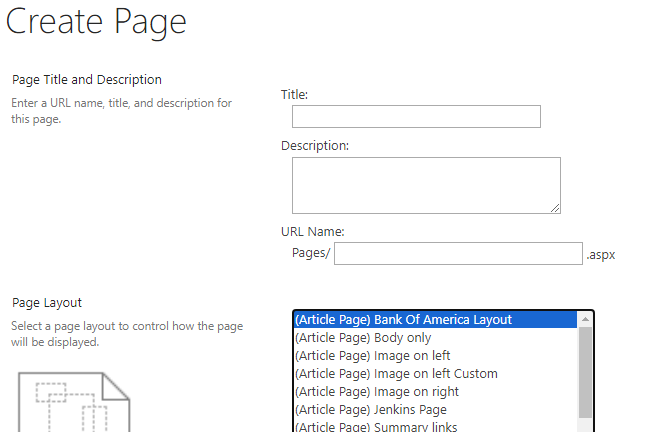 Create Page
Page Title and Description
Enter a URL name, title, and description for
this page.
Title:
Description:
URL Name:
Pages/ .aspx
Page Layout
Select a page layout to control how the page
will be displayed.
(Article Page) Bank Of America Layout
(Article Page) Body only
(Article Page) Image on left
(Article Page) Image on left Custom
(Article Page) Image on right
(Article Page) Jenkins Page
(Article Page) Summary links